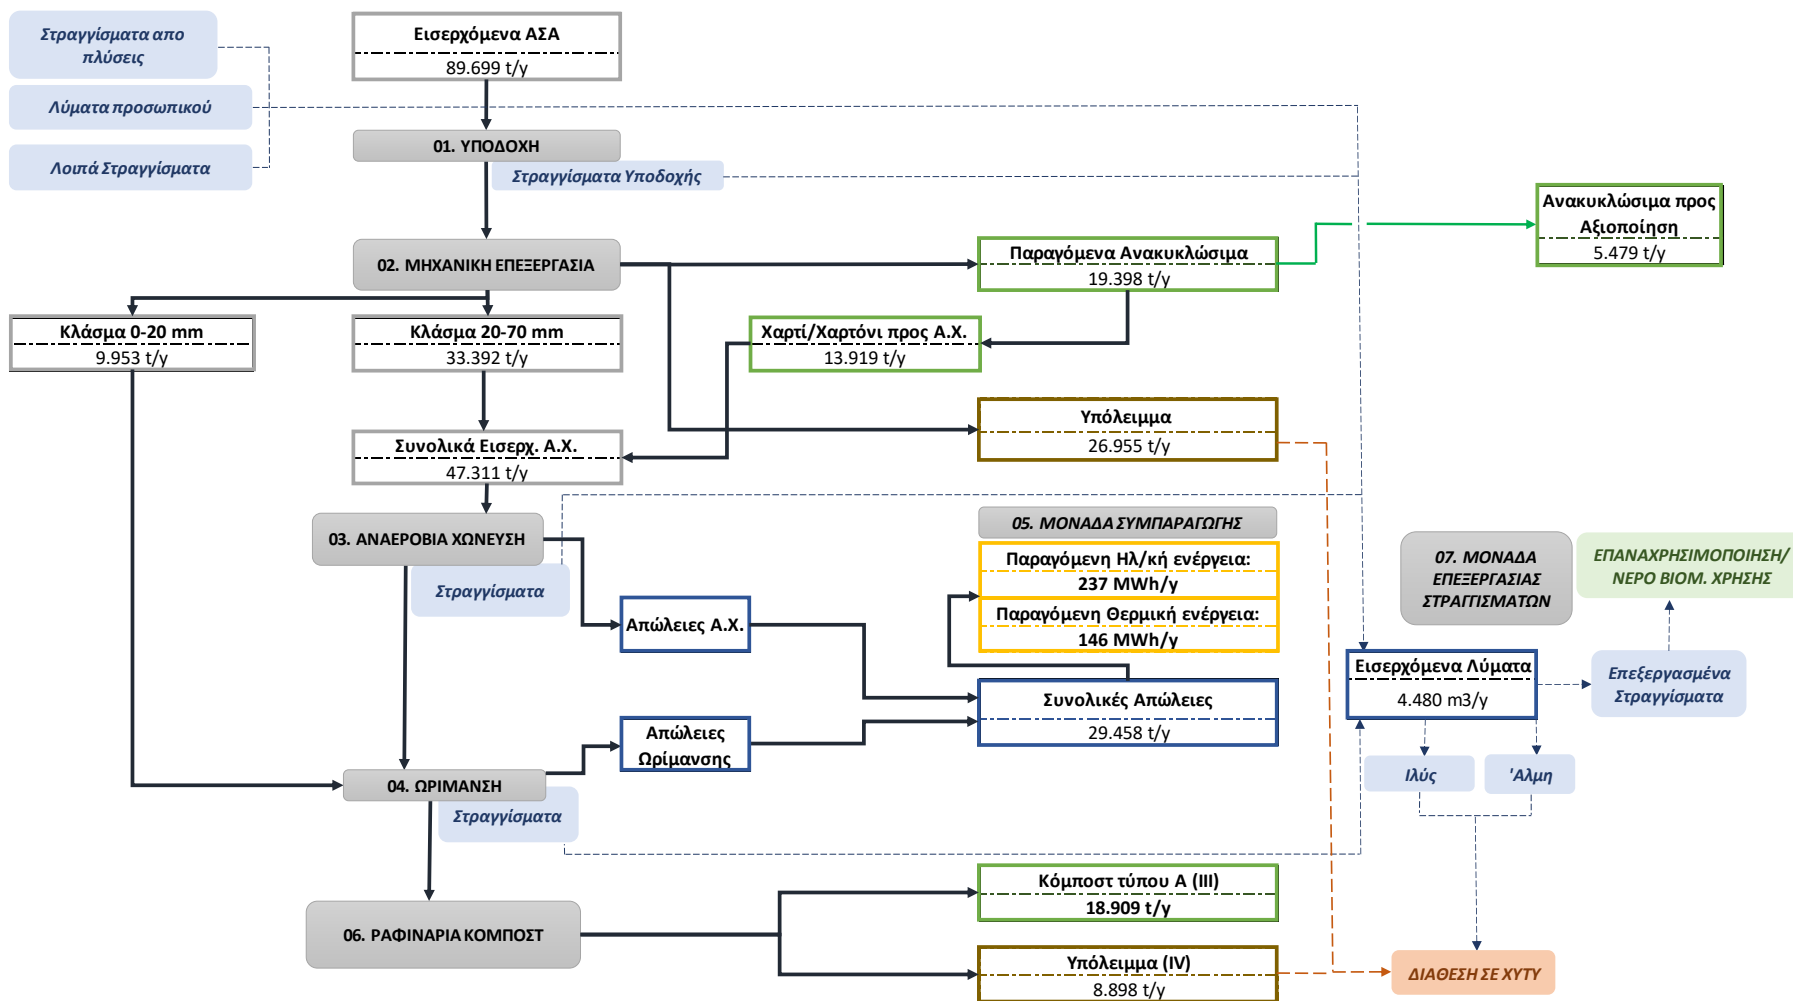 Στραγγίσματα απο
πλύσεις
Εισερχόμενα ΑΣΑ
89.699 t/y
Λύματα προσωπικού
01. ΥΠΟΔΟΧΗ
Λοιπά Στραγγίσματα
Στραγγίσματα Υποδοχής
Ανακυκλώσιμα προς
Αξιοποίηση
5.479 t/y
02. ΜΗΧΑΝΙΚΗ ΕΠΕΞΕΡΓΑΣΙΑ
Παραγόμενα Ανακυκλώσιμα
19.398 t/y
Κλάσμα 0-20 mm
9.953 t/y
Κλάσμα 20-70 mm
33.392 t/y
Χαρτί/Χαρτόνι προς Α.Χ.
13.919 t/y
Υπόλειμμα
26.955 t/y
Συνολικά Εισερχ. Α.Χ.
47.311 t/y
03. ΑΝΑΕΡΟΒΙΑ ΧΩΝΕΥΣΗ
Στραγγίσματα
05. ΜΟΝΑΔΑ ΣΥΜΠΑΡΑΓΩΓΗΣ
Παραγόμενη Ηλ/κή ενέργεια:
237 MWh/y
Παραγόμενη Θερμική ενέργεια:
146 MWh/y
07. ΜΟΝΑΔΑ
ΕΠΕΞΕΡΓΑΣΙΑΣ
ΣΤΡΑΓΓΙΣΜΑΤΩΝ
ΕΠΑΝΑΧΡΗΣΙΜΟΠΟΙΗΣΗ/
ΝΕΡΟ ΒΙΟΜ. ΧΡΗΣΗΣ
Απώλειες Α.Χ.
Εισερχόμενα Λύματα
4.480 m3/y
Επεξεργασμένα
Στραγγίσματα
Συνολικές Απώλειες
29.458 t/y
Απώλειες
Ωρίμανσης
04. ΩΡΙΜΑΝΣΗ
Στραγγίσματα
Ιλύς
'Αλμη
Κόμποστ τύπου Α (III)
18.909 t/y
06. ΡΑΦΙΝΑΡΙΑ ΚΟΜΠΟΣΤ
Υπόλειμμα (IV)
8.898 t/y
ΔΙΑΘΕΣΗ ΣΕ ΧΥΤΥ